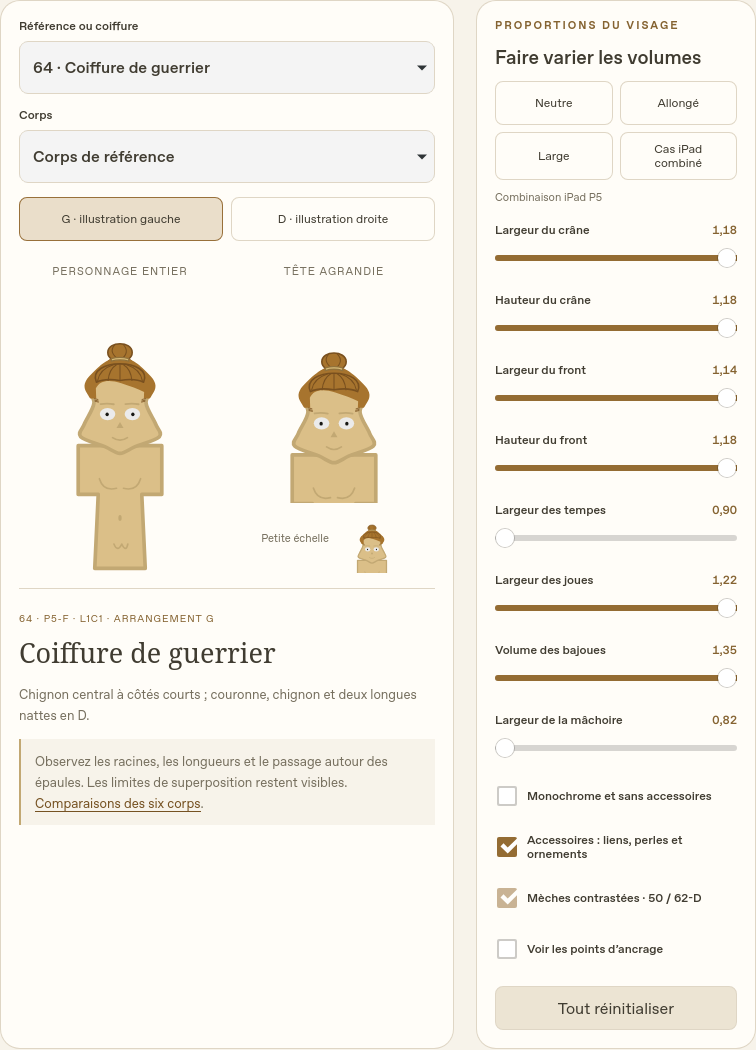 Référence ou coiffure
64 · Coiffure de guerrier
Corps
Corps de référence
G · illustration gauche
D · illustration droite
PERSONNAGE ENTIER
TÊTE AGRANDIE
Petite échelle
64 · P5-F · L1C1 · ARRANGEMENT G
Coiffure de guerrier
Chignon central à côtés courts ; couronne, chignon et deux longues
nattes en D.
Observez les racines, les longueurs et le passage autour des
épaules. Les limites de superposition restent visibles.
Comparaisons des six corps.
PROPORTIONS DU VISAGE
Faire varier les volumes
Neutre
Allongé
Large
Cas iPad
combiné
Combinaison iPad P5
Largeur du crâne 1,18
Hauteur du crâne 1,18
Largeur du front 1,14
Hauteur du front 1,18
Largeur des tempes 0,90
Largeur des joues 1,22
Volume des bajoues 1,35
Largeur de la mâchoire 0,82
Monochrome et sans accessoires
Accessoires : liens, perles et
ornements
Mèches contrastées · 50 / 62-D
Voir les points d’ancrage
Tout réinitialiser